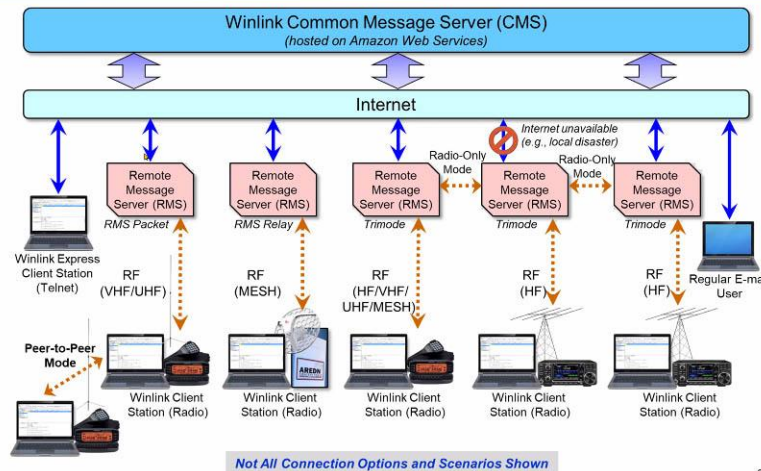 Winlink Common Message Server (CMS)
(hosted on Amazon Web Services)
Internet
Internet unavailable
(e.g., local disaster)
Radio-Only
Mode
Radio-Only
Mode
Remote
Message
Server (RMS)
RMS Packet
Remote
Message
Server (RMS)
RMS Relay
Remote
Message
Server (RMS)
Trimode
Remote
Message
Server (RMS)
Trimode
Remote
Message
Server (RMS)
Trimode
Winlink Express
Client Station
(Telnet)
Regular E-ma
User
RF
(VHF/UHF)
RF
(MESH)
RF
(HF/VHF/
UHF/MESH)
RF
(HF)
RF
(HF)
Peer-to-Peer
Mode
AREDN
Winlink Client
Station (Radio)
Winlink Client
Station (Radio)
Winlink Client
Station (Radio)
Winlink Client
Station (Radio)
Winlink Client
Station (Radio)
Not All Connection Options and Scenarios Shown